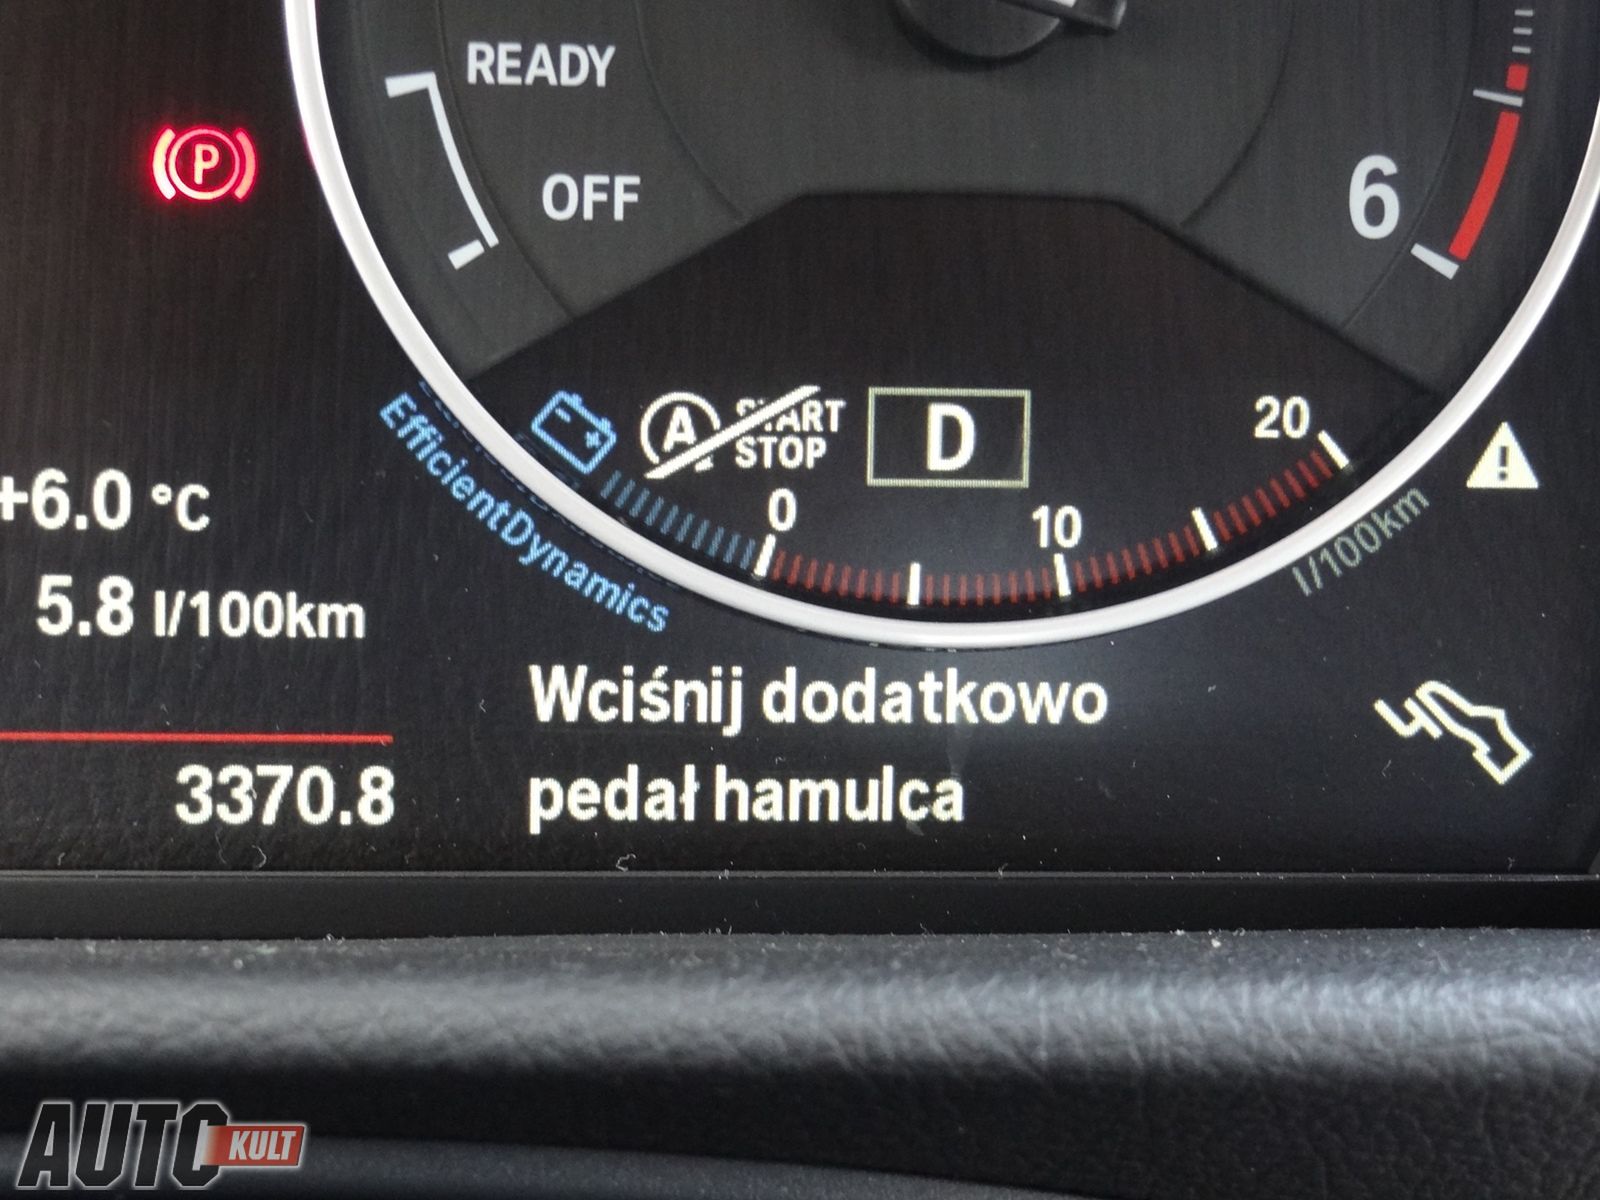 READY
OFF
P
6
A START
STOP
D
20
0
10
EfficientDynamics
l/100km
+6.0 °C
5.8 l/100km
3370.8
Wciśnij dodatkowo
pedał hamulca
AUTO KULT